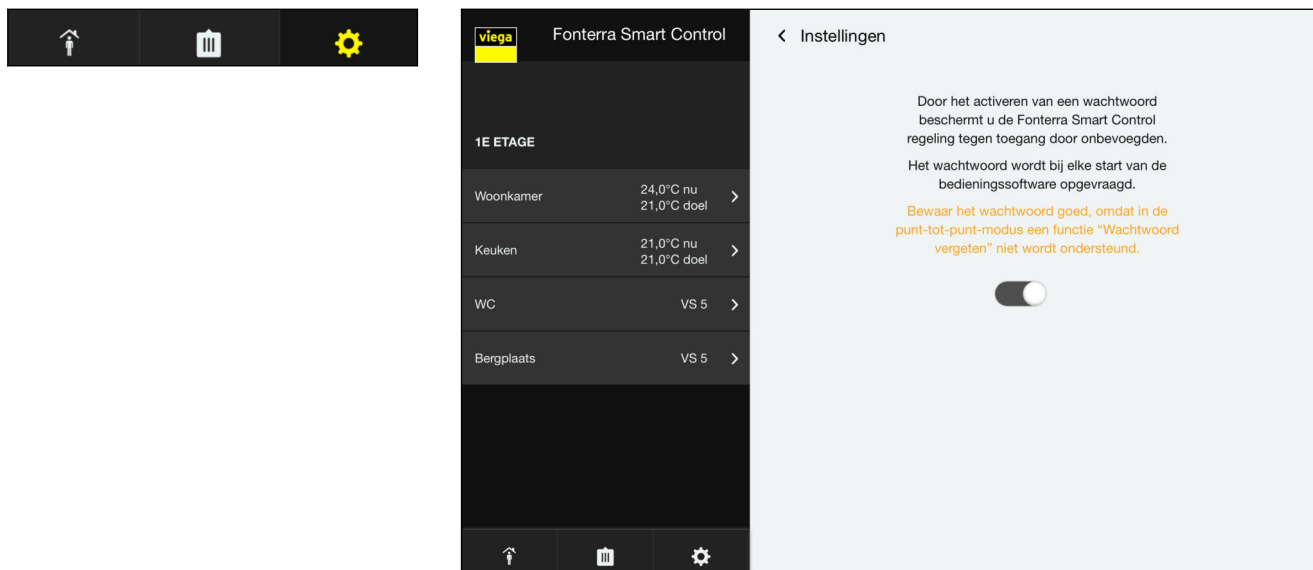 viega
Fonterra Smart Control
1E ETAGE
Woonkamer
24,0°C nu
21,0°C doel
Keuken
21,0°C nu
21,0°C doel
WC
VS 5
Bergplaats
VS 5
Instellingen
Door het activeren van een wachtwoord
beschermt u de Fonterra Smart Control
regeling tegen toegang door onbevoegden.
Het wachtwoord wordt bij elke start van de
bedieningssoftware opgevraagd.
Bewaar het wachtwoord goed, omdat in de
punt-tot-punt-modus een functie “Wachtwoord
vergeten” niet wordt ondersteund.